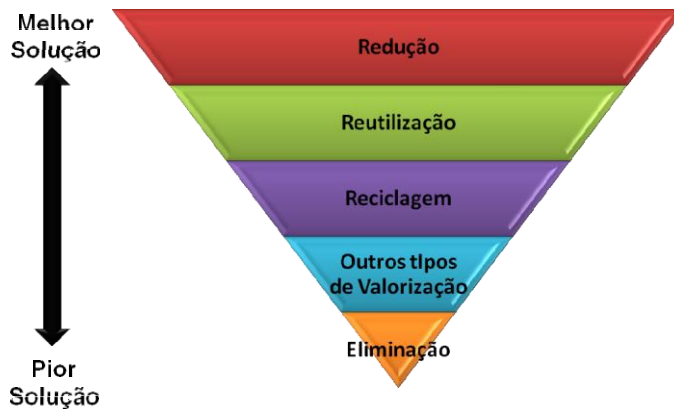 Melhor
Solução
Redução
Reutilização
Reciclagem
Outros tipos
de Valorização
Eliminação
Pior
Solução